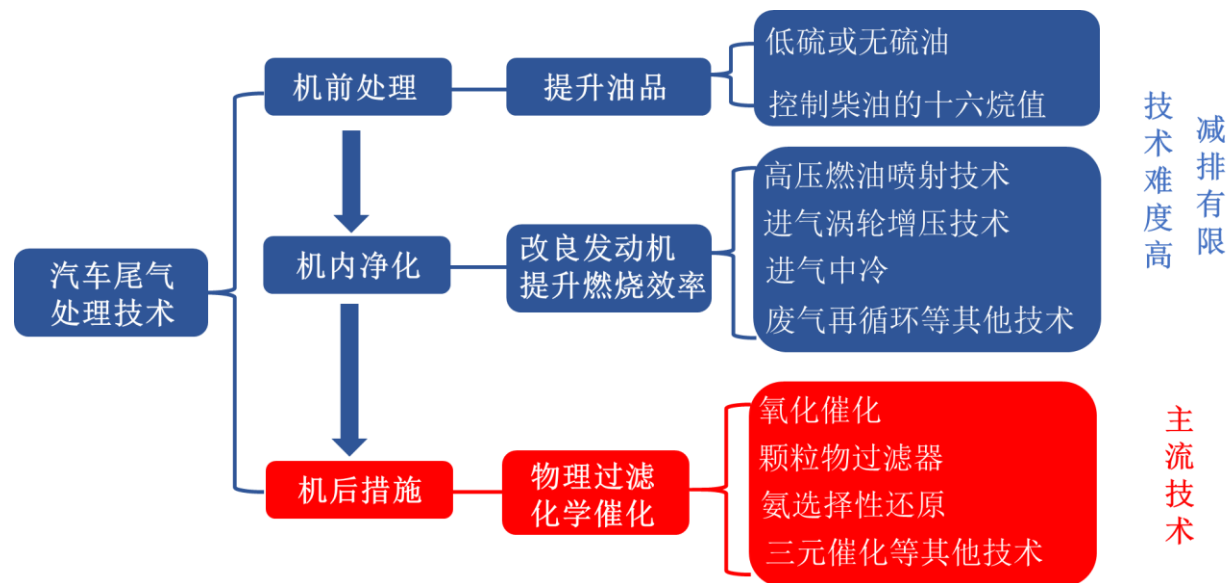 汽车尾气
处理技术
机前处理
提升油品
低硫或无硫油
控制柴油的十六烷值
机内净化
改良发动机
提升燃烧效率
高压燃油喷射技术
进气涡轮增压技术
进气中冷
废气再循环等其他技术
技术难度高
减排有限
机后措施
物理过滤
化学催化
氧化催化
颗粒物过滤器
氨选择性还原
三元催化等其他技术
主流技术